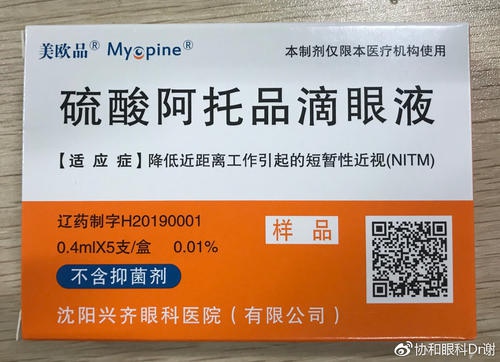 美欧品® Myopine®
本制剂仅限本医疗机构使用
硫酸阿托品滴眼液
【适应症】降低近距离工作引起的短暂性近视(NITM)
辽药制字H20190001
样品
0.4mlX5支/盒 0.01%
不含抑菌剂
沈阳兴齐眼科医院（有限公司）
@协和眼科Dr谢